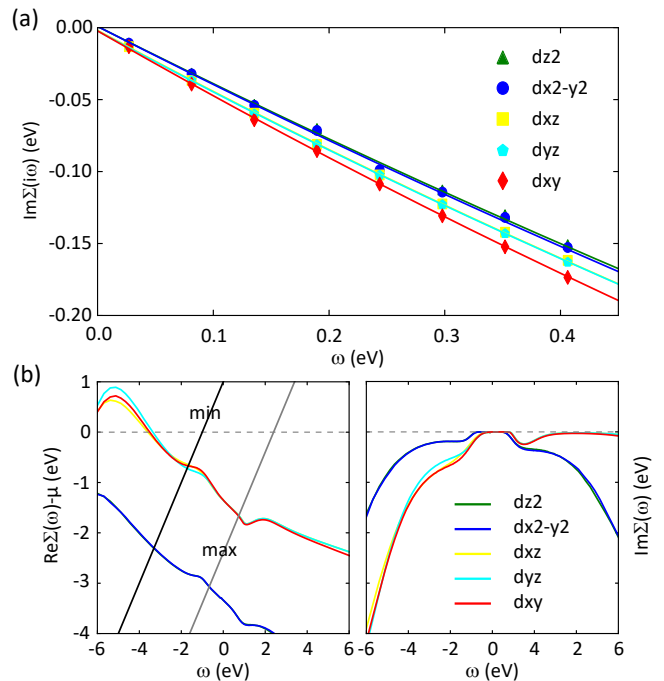 (a)
0.00
-0.05
-0.10
-0.15
-0.20
ImΣ(iω) (eV)
dz2
dx2-y2
dxz
dyz
dxy
0.0
0.1
0.2
0.3
0.4
ω (eV)
(b)
1
0
-1
-2
-3
-4
ReΣ(ω)-μ (eV)
min
max
-6
-4
-2
0
2
4
6
ω (eV)
dz2
dx2-y2
dxz
dyz
dxy
-6
-4
-2
0
2
4
6
ω (eV)
ImΣ(ω) (eV)